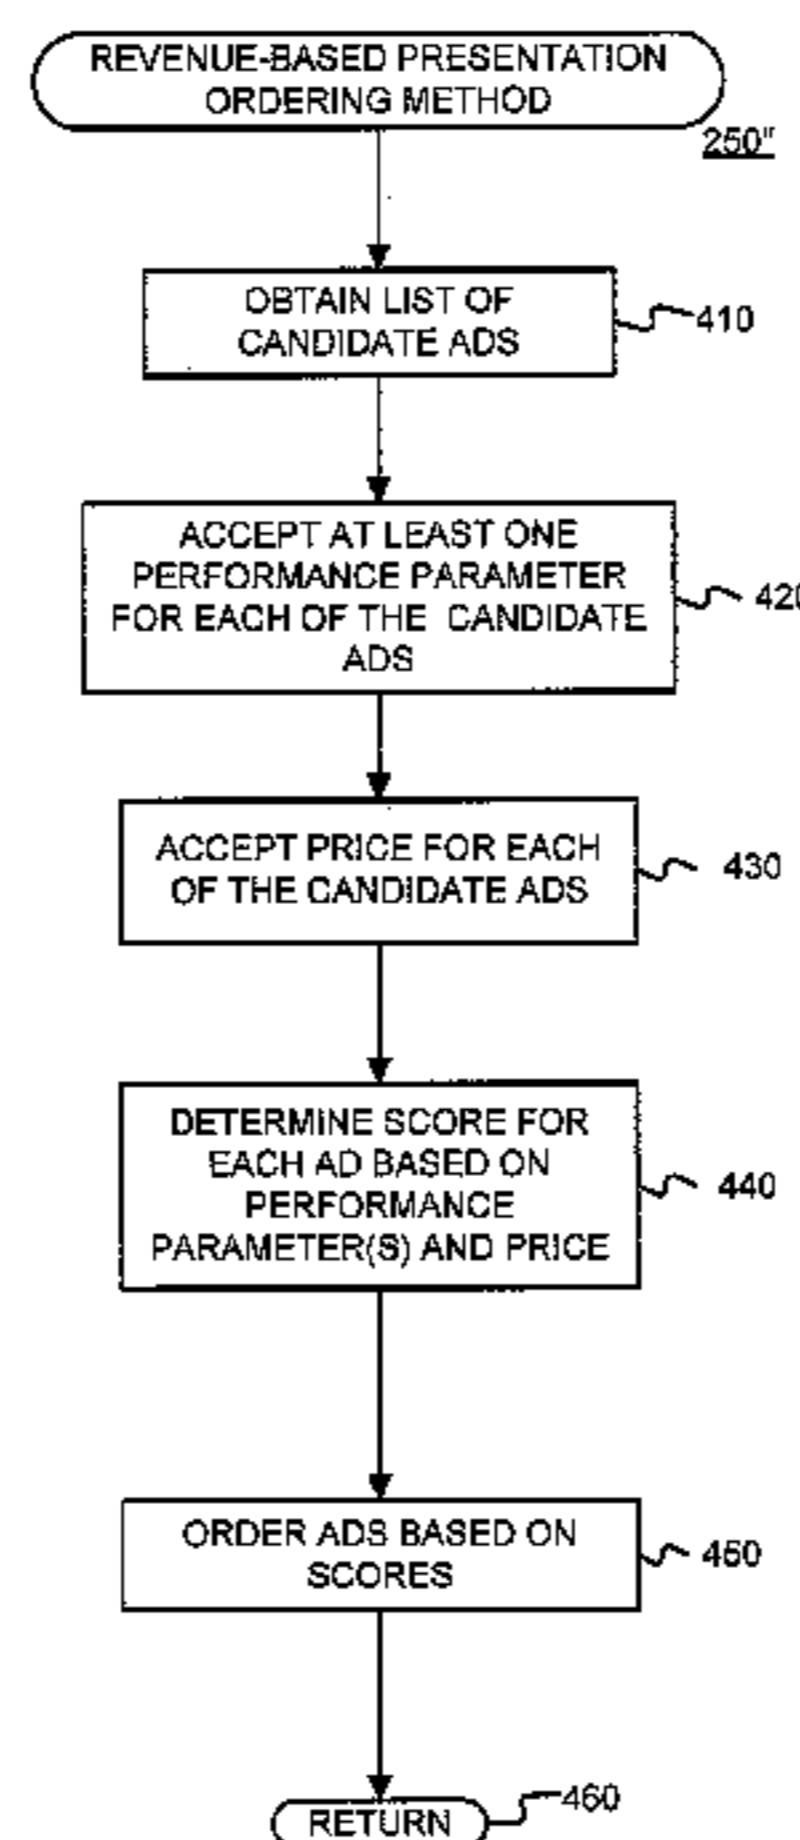 REVENUE-BASED PRESENTATION
ORDERING METHOD
250"
OBTAIN LIST OF
CANDIDATE ADS
410
ACCEPT AT LEAST ONE
PERFORMANCE PARAMETER
FOR EACH OF THE CANDIDATE
ADS
420
ACCEPT PRICE FOR EACH
OF THE CANDIDATE ADS
430
DETERMINE SCORE FOR
EACH AD BASED ON
PERFORMANCE
PARAMETER(S) AND PRICE
440
ORDER ADS BASED ON
SCORES
450
RETURN
460